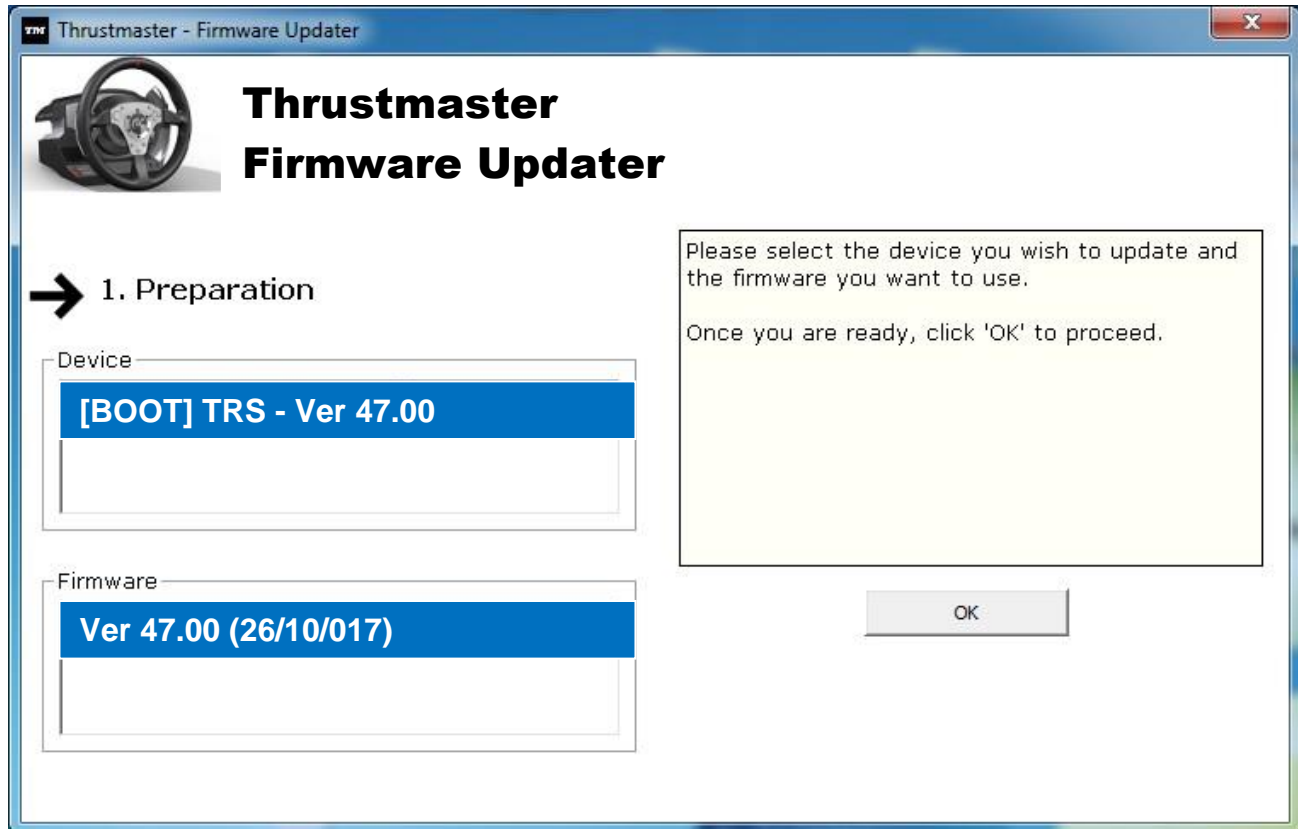 Thrustmaster - Firmware Updater
Thrustmaster
Firmware Updater
1. Preparation
Device
[BOOT] TRS - Ver 47.00
Firmware
Ver 47.00 (26/10/017)
Please select the device you wish to update and
the firmware you want to use.
Once you are ready, click 'OK' to proceed.
OK